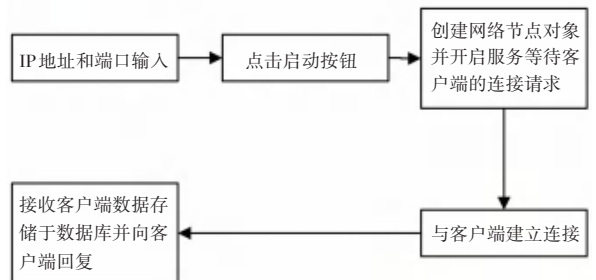 IP地址和端口输入
点击启动按钮
创建网络节点对象
并开启服务等待客
户端的连接请求
与客户端建立连接
接收客户端数据存
储于数据库并向客
户端回复